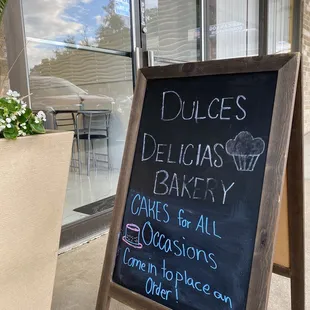 DULCES
DELICIAS
BAKERY
CAKES for ALL
Occasions
Come in to place an
Order!